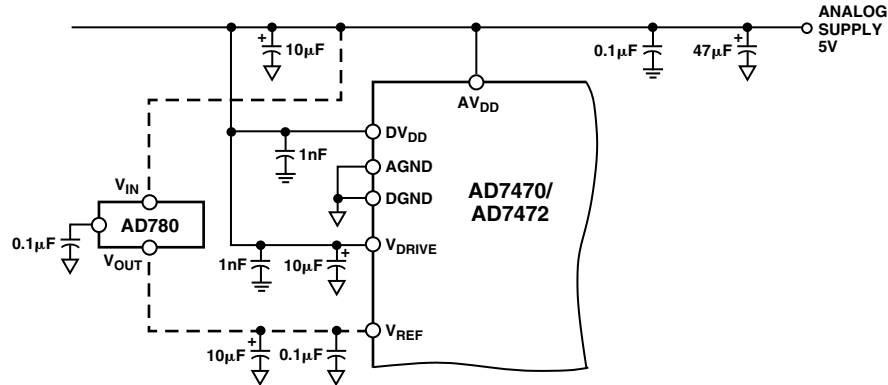 ANALOG
SUPPLY
5V
+
10µF
0.1µF
+
47µF
AVDD
DVDD
1nF
AGND
DGND
AD7470/
AD7472
VIN
AD780
0.1µF
VOUT
VDRIVE
1nF
10µF
+
VREF
+
10µF
0.1µF